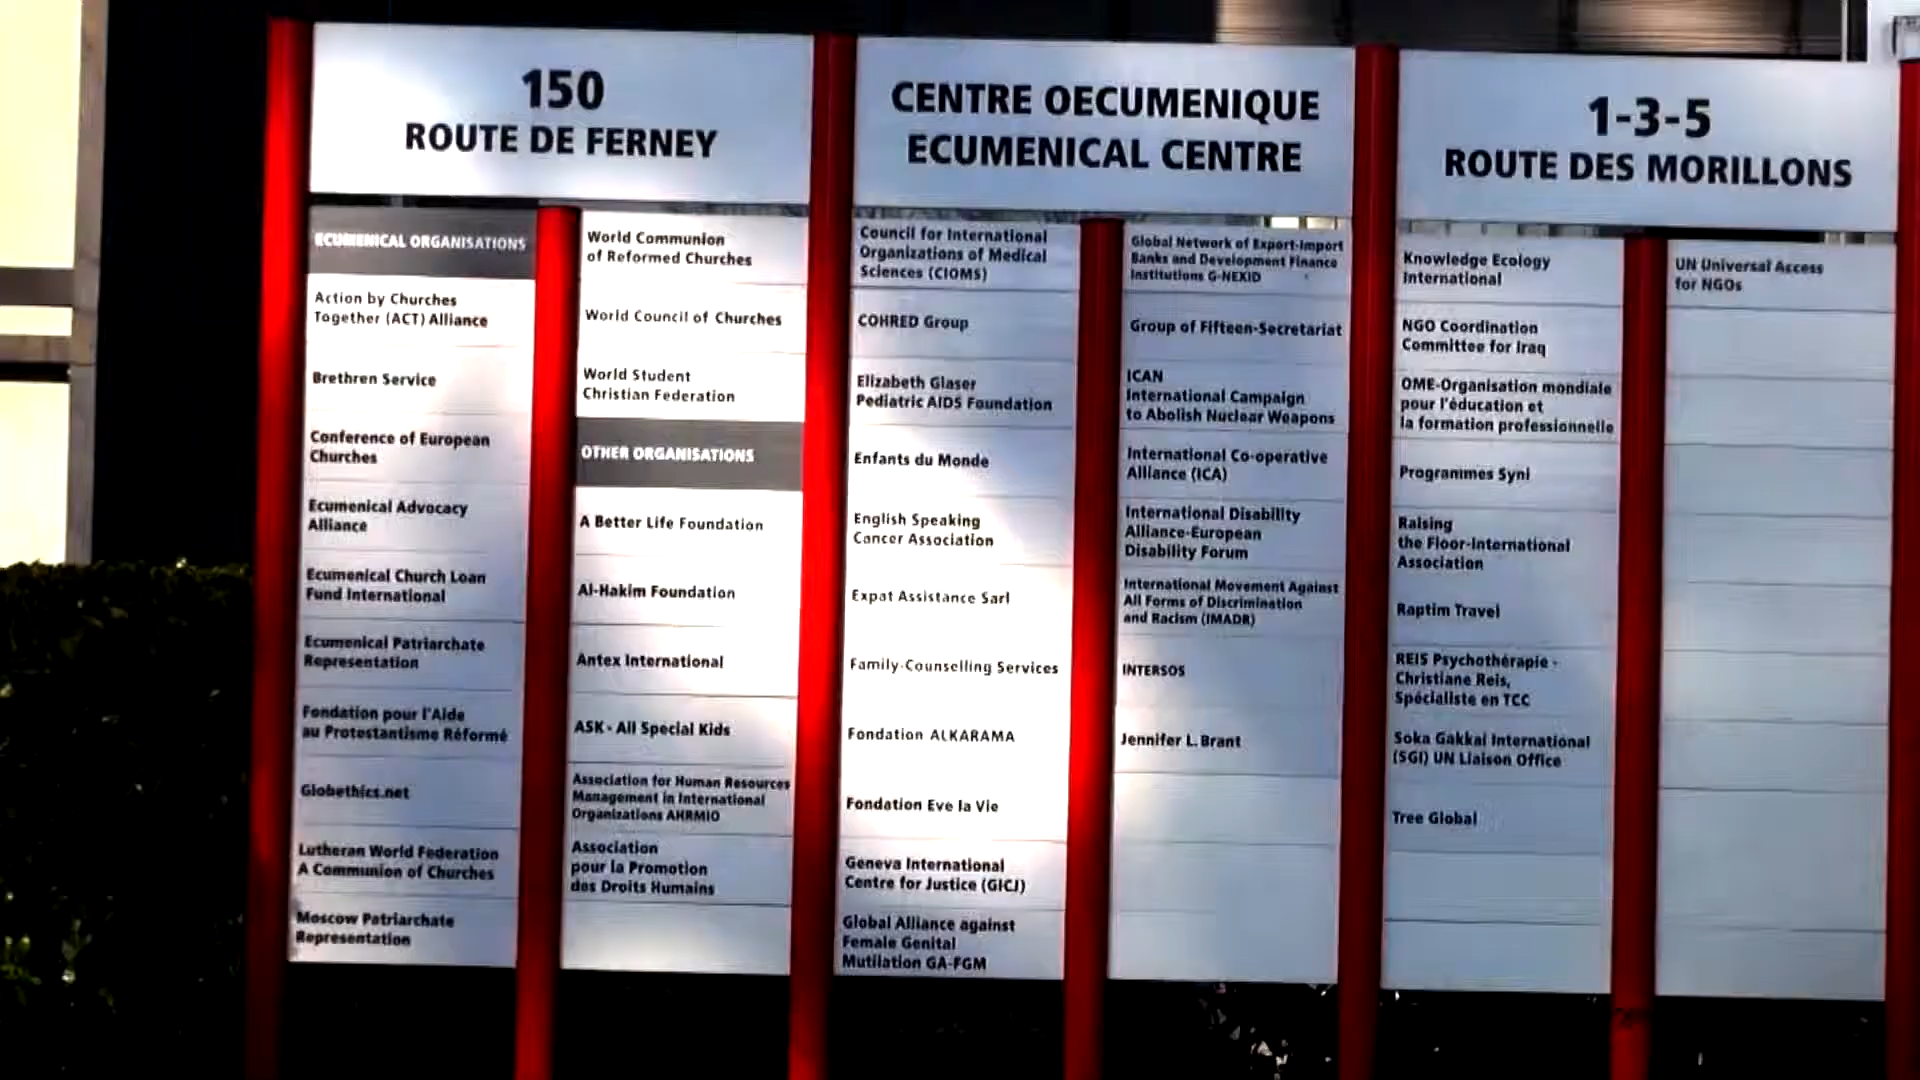 150
ROUTE DE FERNEY
ECUMENICAL ORGANISATIONS
Action by Churches
Together (ACT) Alliance
Brethren Service
Conference of European
Churches
Ecumenical Advocacy
Alliance
Ecumenical Church Loan
Fund International
Ecumenical Patriarchate
Representation
Fondation pour l'Aide
au Protestantisme Réformé
Globethics.net
Lutheran World Federation
A Communion of Churches
Moscow Patriarchate
Representation
World Communion
of Reformed Churches
World Council of Churches
World Student
Christian Federation
OTHER ORGANISATIONS
A Better Life Foundation
Al-Hakim Foundation
Antex International
ASK - All Special Kids
Association for Human Resources
Management in International
Organizations AHRMIO
Association
pour la Promotion
des Droits Humains
CENTRE OECUMENIQUE
ECUMENICAL CENTRE
Council for International
Organizations of Medical
Sciences (CIOMS)
COHRED Group
Elizabeth Glaser
Pediatric AIDS Foundation
Enfants du Monde
English Speaking
Cancer Association
Expat Assistance Sarl
Family-Counselling Services
Fondation ALKARAMA
Fondation Eve la Vie
Geneva International
Centre for Justice (GICJ)
Global Alliance against
Female Genital
Mutilation GA-FGM
Global Network of Export-Import
Banks and Development Finance
Institutions G-NEXID
Group of Fifteen-Secretariat
ICAN
International Campaign
to Abolish Nuclear Weapons
International Co-operative
Alliance (ICA)
International Disability
Alliance-European
Disability Forum
International Movement Against
All Forms of Discrimination
and Racism (IMADR)
INTERSOS
Jennifer L. Brant
1-3-5
ROUTE DES MORILLONS
Knowledge Ecology
International
NGO Coordination
Committee for Iraq
OME-Organisation mondiale
pour l'éducation et
la formation professionnelle
Programmes Syni
Raising
the Floor-International
Association
Raptim Travel
REIS Psychothérapie -
Christiane Reis,
Spécialiste en TCC
Soka Gakkai International
(SGI) UN Liaison Office
Tree Global
UN Universal Access
for NGOs